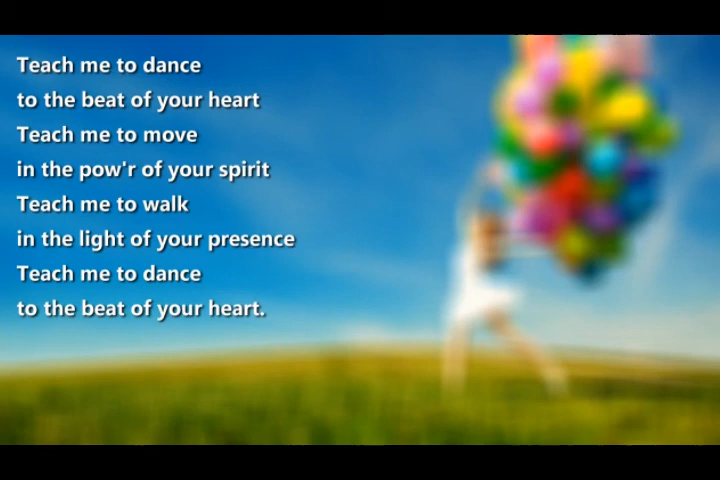 Teach me to dance
to the beat of your heart
Teach me to move
in the pow'r of your spirit
Teach me to walk
in the light of your presence
Teach me to dance
to the beat of your heart.